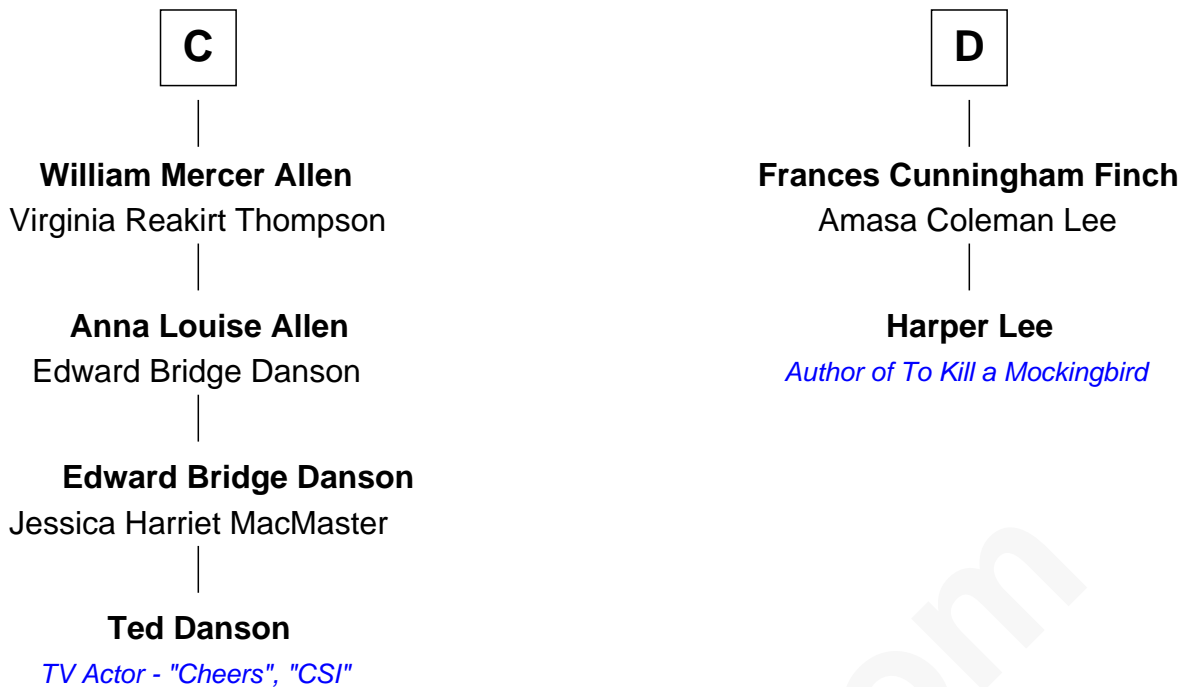 C
William Mercer Allen
Virginia Reakirt Thompson
Anna Louise Allen
Edward Bridge Danson
Edward Bridge Danson
Jessica Harriet MacMaster
Ted Danson
TV Actor - "Cheers", "CSI"
D
Frances Cunningham Finch
Amasa Coleman Lee
Harper Lee
Author of To Kill a Mockingbird
om